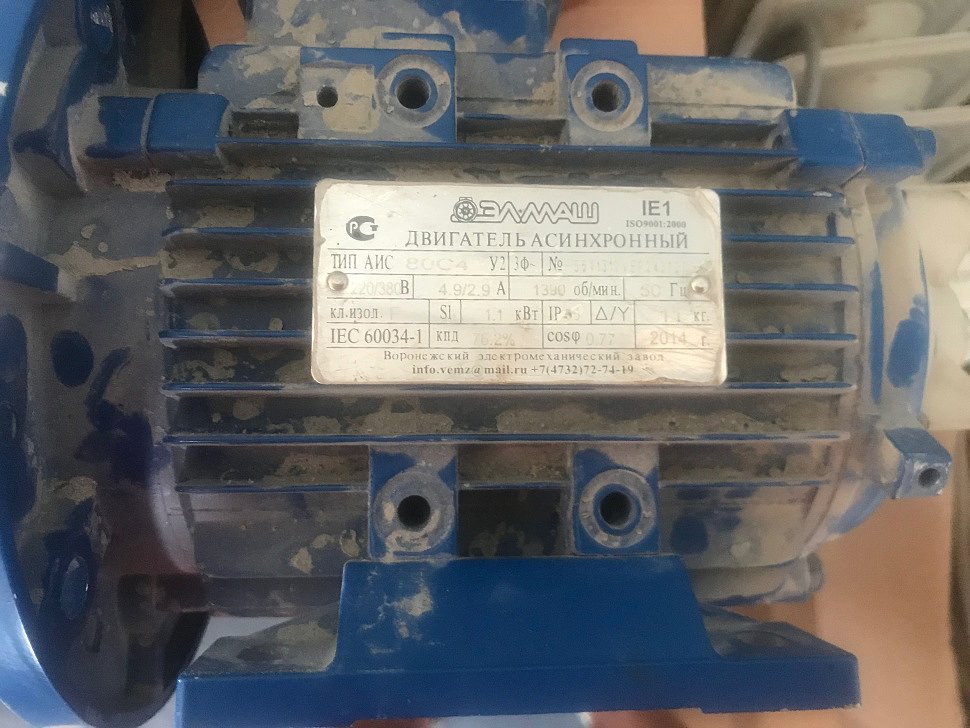 ЭЛМАШ IE1
ISO9001:2000
РСТ ДВИГАТЕЛЬ АСИНХРОННЫЙ
ТИП АИС 80С4 У2 3ф~ №
220/380 В 4.9/2.9 А 1390 об/мин. 50 Гц
кл.изол. F S1 1.1 кВт IP Δ/Y кг.
IEC 60034-1 кпд 76.2% cosφ 0.77 2014 г.
Воронежский электромеханический завод
info.vemz@mail.ru +7(4732)72-74-19